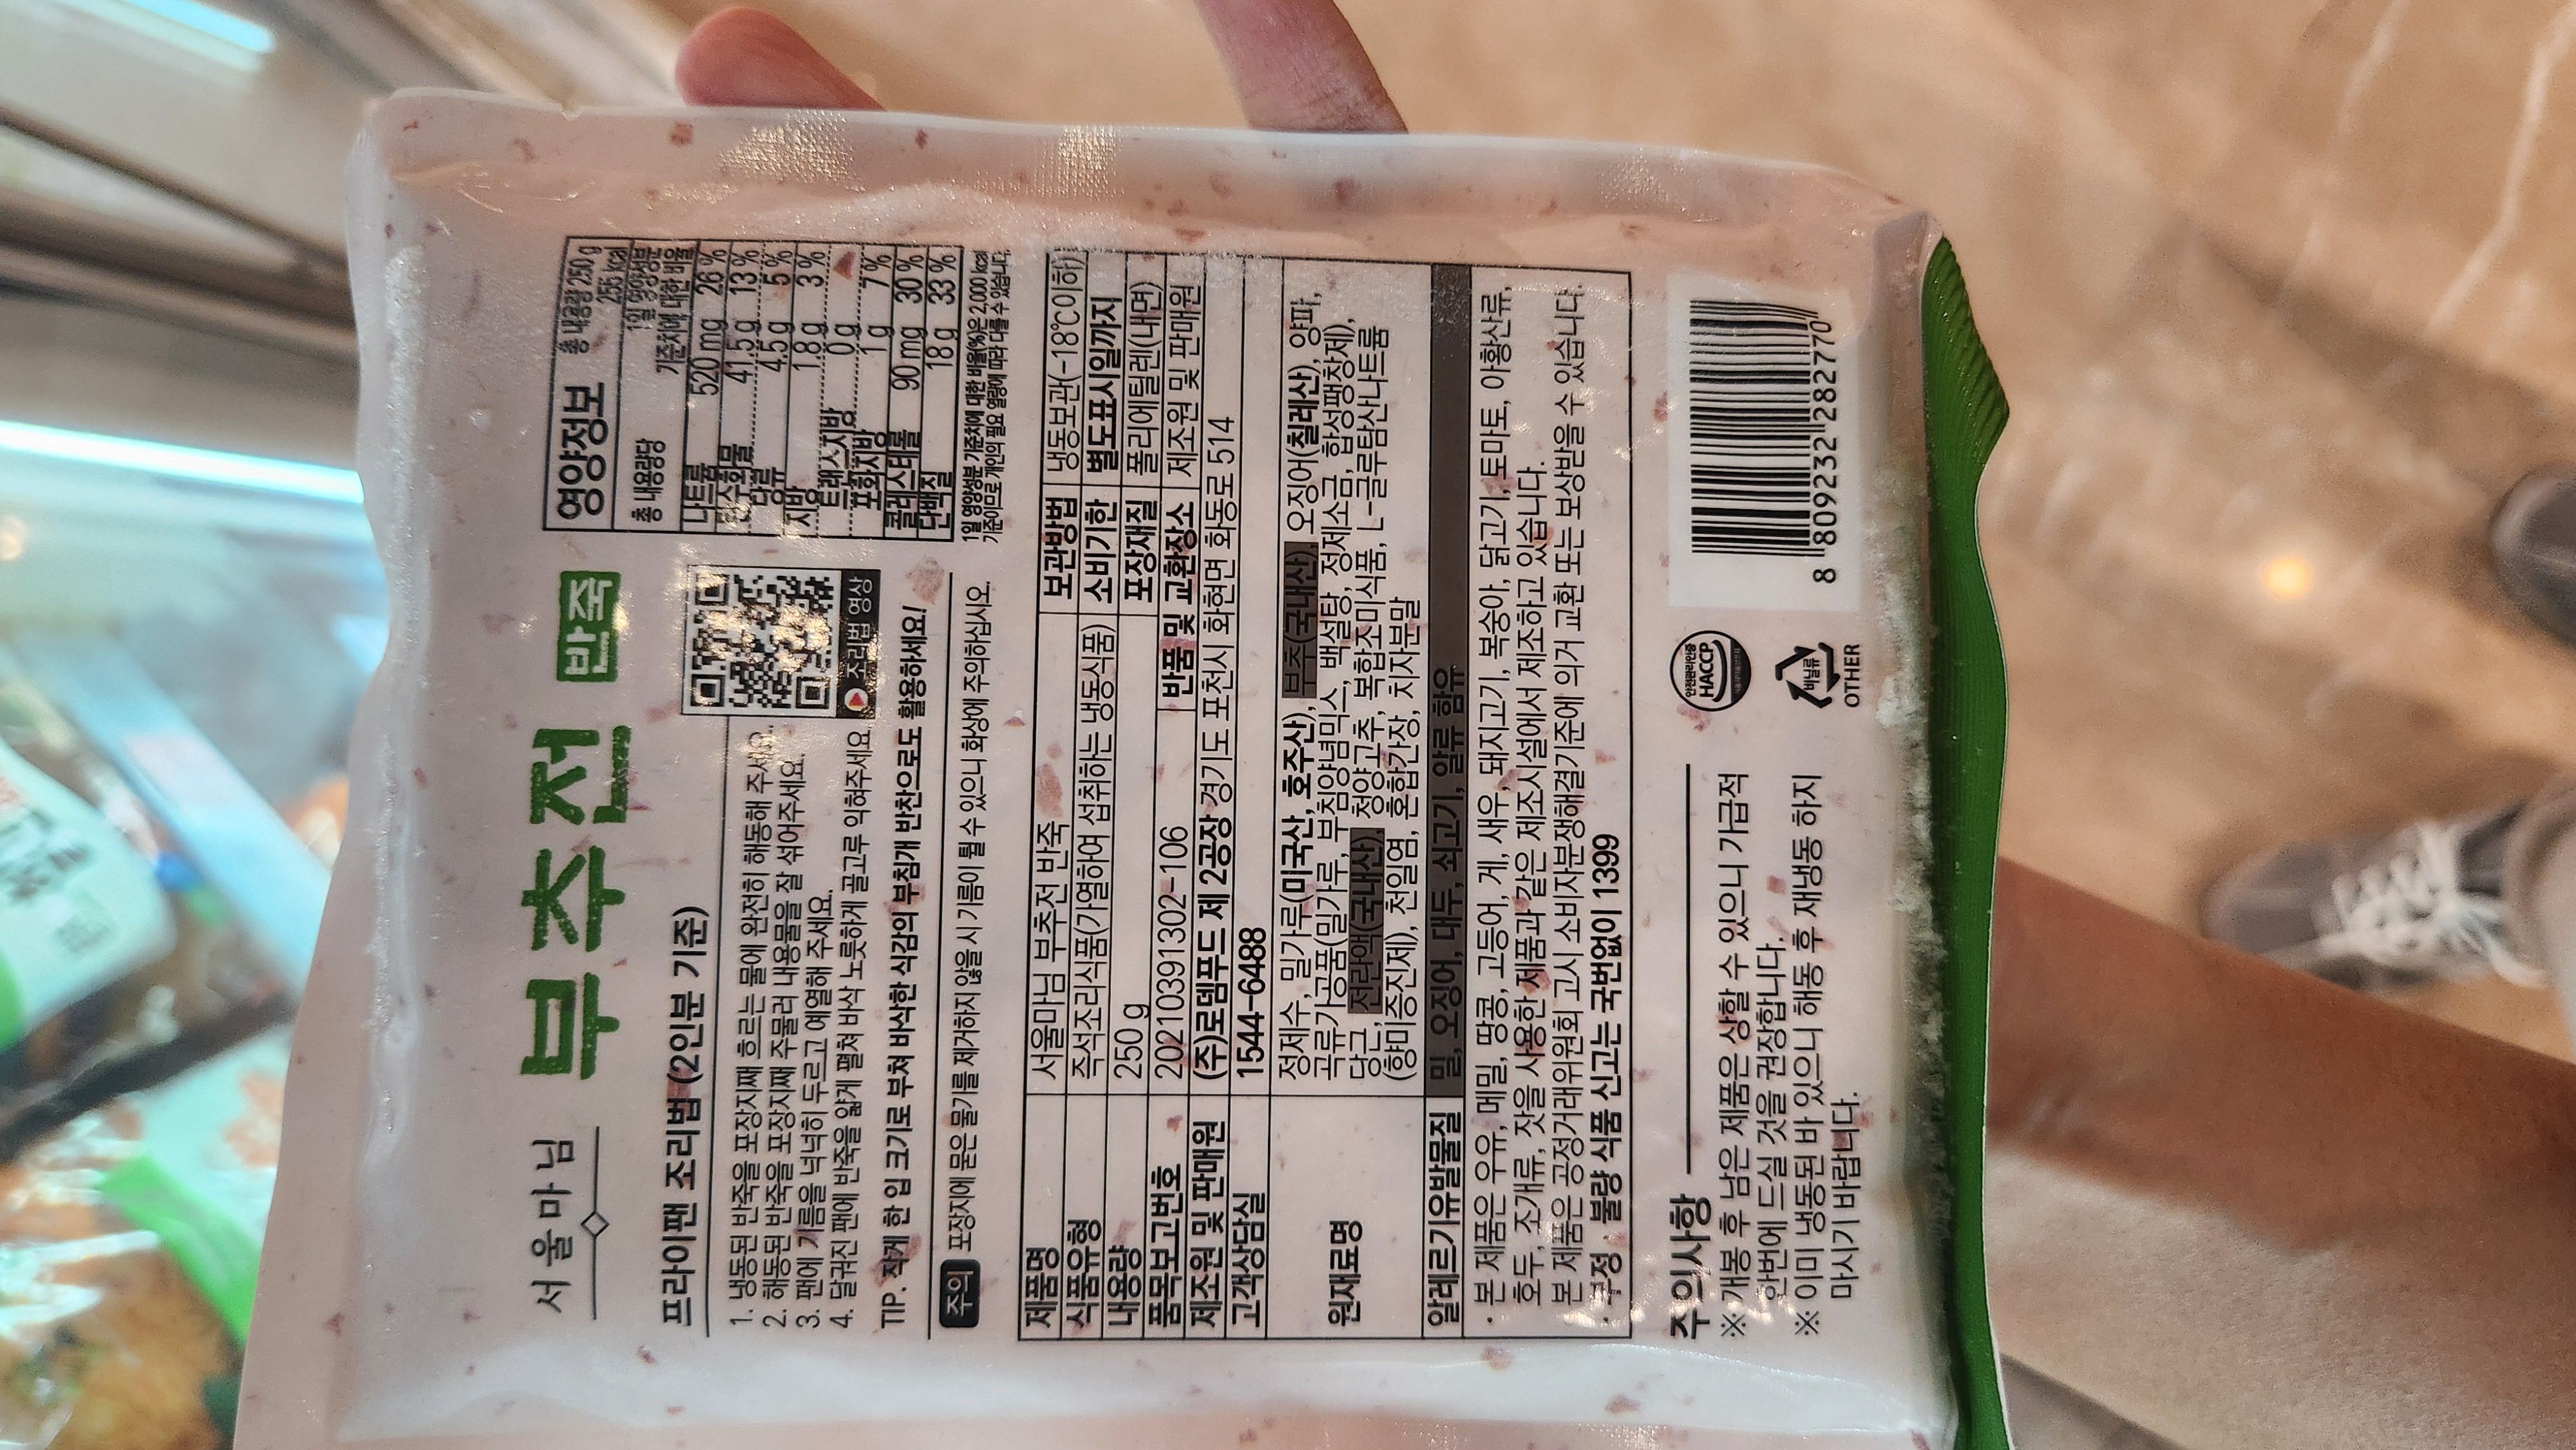 서울마님
부추전 반죽
프라이팬 조리법 (2인분 기준)
1. 냉동된 반죽을 포장지째 흐르는 물에 완전히 해동해 주세요.
2. 해동된 반죽을 포장지째 주물러 내용물을 잘 섞어주세요.
3. 팬에 기름을 넉넉히 두르고 예열해 주세요.
4. 달궈진 팬에 반죽을 얇게 펼쳐 바삭 노릇하게 골고루 익혀주세요.
조리법 영상
TIP. 작게 한 입 크기로 부쳐 바삭한 식감의 부침개 반찬으로도 활용하세요!
주의 포장지에 묻은 물기를 제거하지 않을 시 기름이 튈 수 있으니 화상에 주의하십시오.
영양정보 총 내용량 250 g
255 kcal
총 내용량당 1일 영양성분
기준치에 대한 비율
나트륨 520 mg 26 %
탄수화물 41.5 g 13 %
당류 4.5 g 5 %
지방 1.8 g 3 %
트랜스지방 0 g
포화지방 1 g 7 %
콜레스테롤 90 mg 30 %
단백질 18 g 33 %
1일 영양성분 기준치에 대한 비율(%)은 2,000 kcal
기준이므로 개인의 필요 열량에 따라 다를 수 있습니다.
제품명 서울마님 부추전 반죽 보관방법 냉동보관(-18℃이하)
식품유형 즉석조리식품(가열하여 섭취하는 냉동식품) 소비기한 별도표시일까지
내용량 250 g 포장재질 폴리에틸렌(내면)
품목보고번호 20210391302-106 반품 및 교환장소 제조원 및 판매원
제조원 및 판매원 (주)로뎀푸드 제 2공장 경기도 포천시 화현면 화동로 514
고객상담실 1544-6488
원재료명 정제수, 밀가루(미국산, 호주산), 부추(국내산), 오징어(칠레산), 양파,
곡류가공품(밀가루, 부침양념믹스, 백설탕, 정제소금, 합성팽창제),
당근, 전란액(국내산), 청양고추, 복합조미식품, L-글루탐산나트륨
(향미증진제), 천일염, 혼합간장, 치자분말
알레르기유발물질 밀, 오징어, 대두, 쇠고기, 알류 함유
· 본 제품은 우유, 메밀, 땅콩, 고등어, 게, 새우, 돼지고기, 복숭아, 닭고기, 토마토, 아황산류,
호두, 조개류, 잣을 사용한 제품과 같은 제조시설에서 제조하고 있습니다.
· 본 제품은 공정거래위원회 고시 소비자분쟁해결기준에 의거 교환 또는 보상받을 수 있습니다.
· 부정 · 불량 식품 신고는 국번없이 1399
주의사항
※ 개봉 후 남은 제품은 상할 수 있으니 가급적
한번에 드실 것을 권장합니다.
※ 이미 냉동된 바 있으니 해동 후 재냉동 하지
마시기 바랍니다.
안전관리인증
HACCP
비닐류
OTHER
8 809232 282770